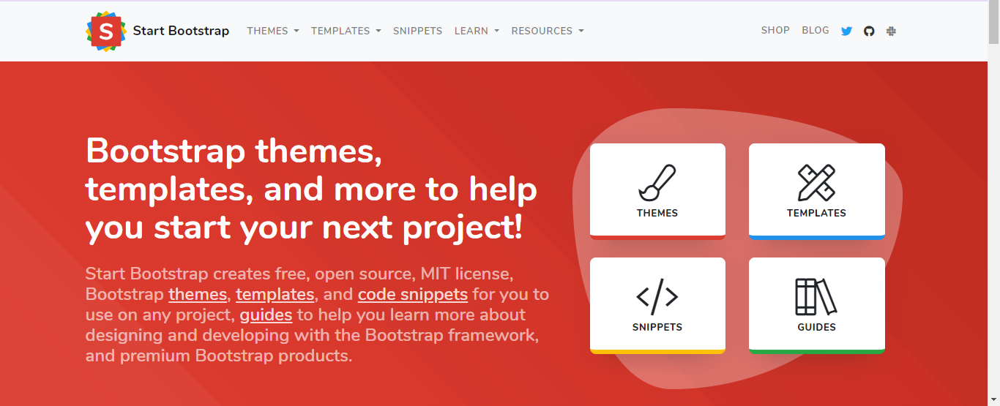 S Start Bootstrap THEMES TEMPLATES SNIPPETS LEARN RESOURCES SHOP BLOG
Bootstrap themes,
templates, and more to help
you start your next project!
Start Bootstrap creates free, open source, MIT license,
Bootstrap themes, templates, and code snippets for you to
use on any project, guides to help you learn more about
designing and developing with the Bootstrap framework,
and premium Bootstrap products.
THEMES
TEMPLATES
SNIPPETS
GUIDES